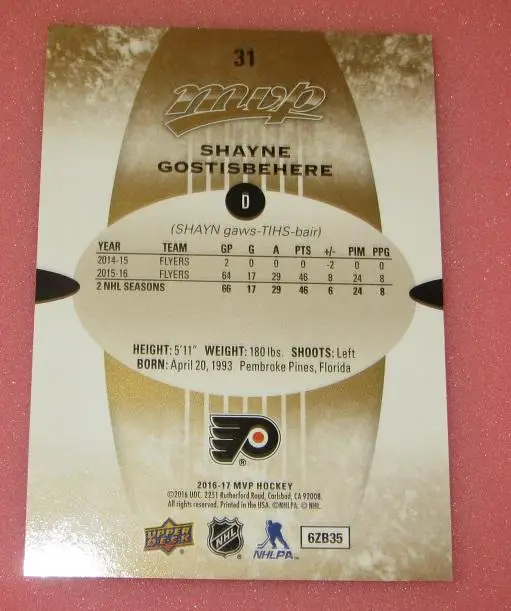 31
mvp
SHAYNE
GOSTISBEHERE
D
(SHAYN gaws-TIHS-bair)
YEAR TEAM GP G A PTS +/- PIM PPG
2014-15 FLYERS 2 0 0 0 -2 0 0
2015-16 FLYERS 64 17 29 46 8 24 8
2 NHL SEASONS 66 17 29 46 6 24 8
HEIGHT: 5'11" WEIGHT: 180 lbs. SHOOTS: Left
BORN: April 20, 1993 Pembroke Pines, Florida
®
2016-17 MVP HOCKEY
©2016 UDC. 2251 Rutherford Road, Carlsbad, CA 92008.
All rights reserved. Printed in the USA. ©NHLPA. © NHL.
UPPER DECK NHL NHLPA 6ZB35